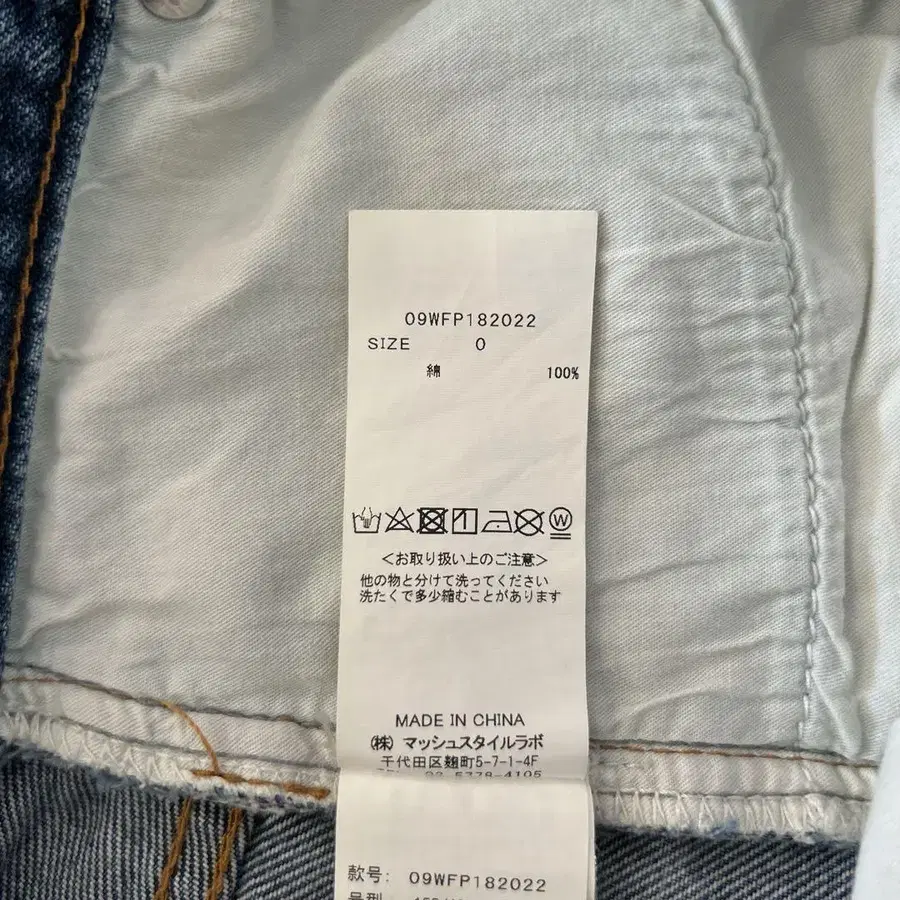 09WFP182022
SIZE 0
綿 100%
W
<お取り扱い上のご注意>
他の物と分けて洗ってください
洗たくで多少縮むことがあります
MADE IN CHINA
(株) マッシュスタイルラボ
千代田区麹町5-7-1-4F
03-5778-4105
款号: 09WFP182022